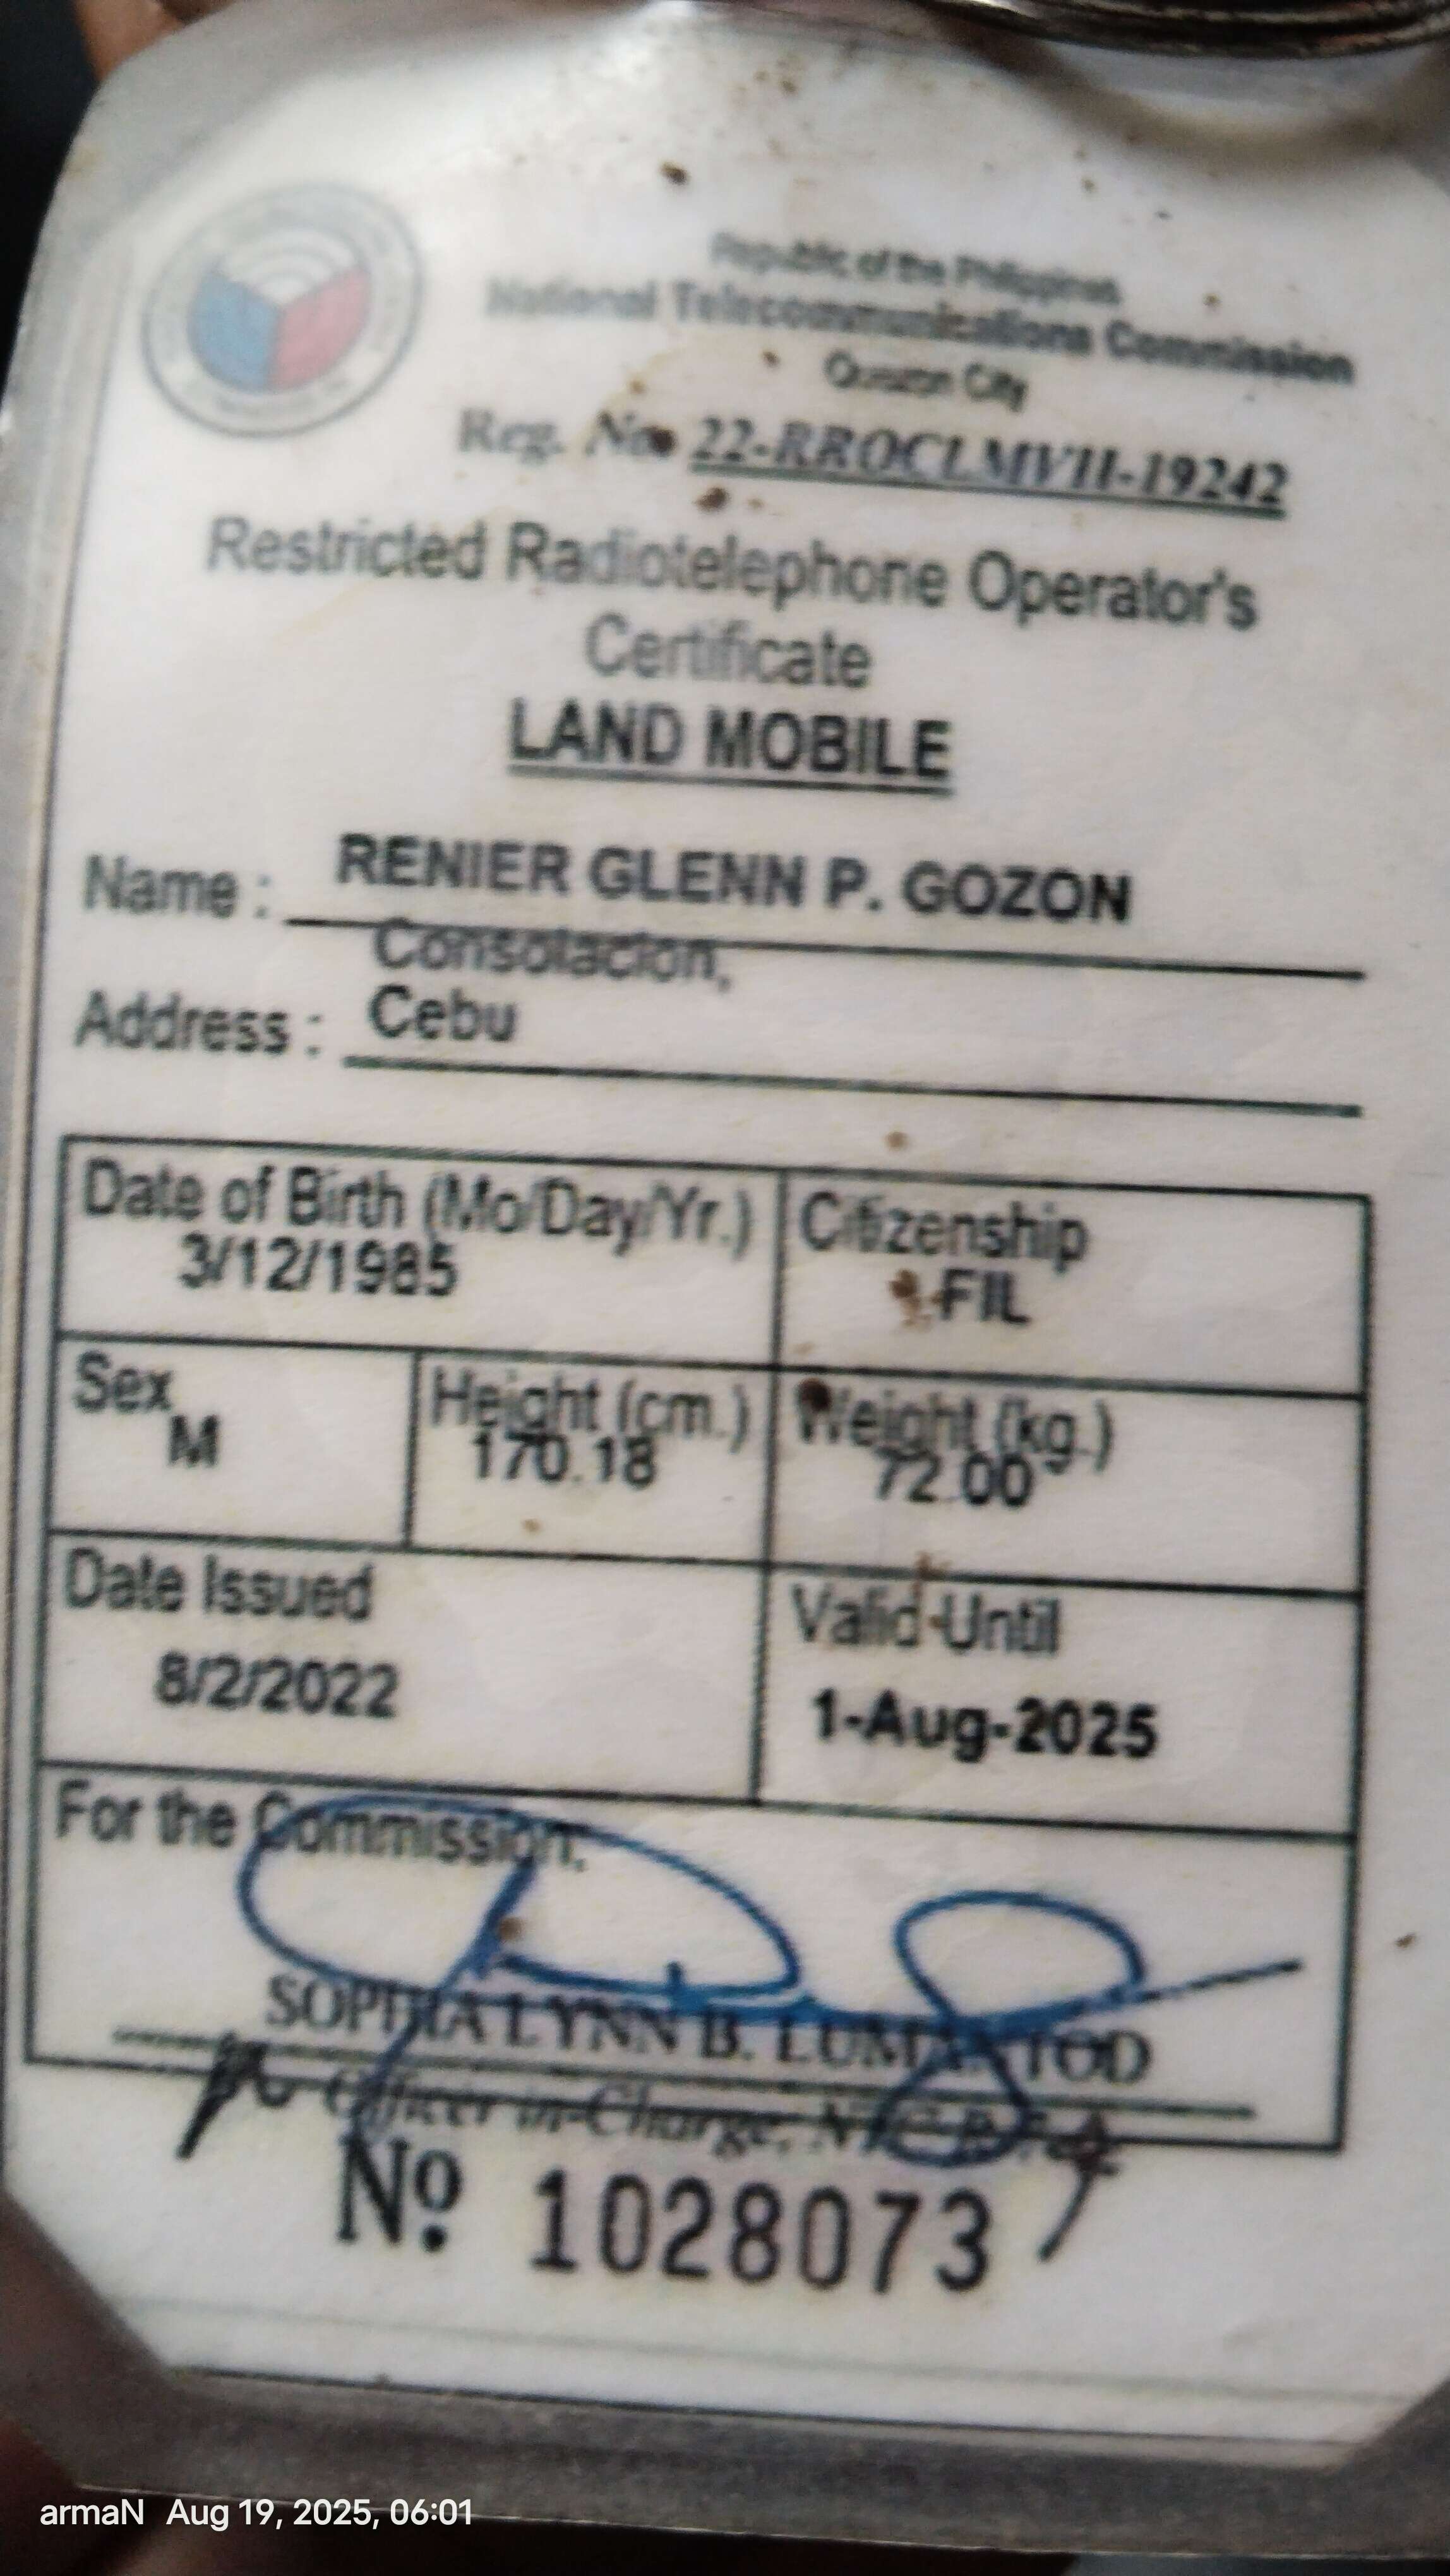 Republic of the Philippines
National Telecommunications Commission
Quezon City
Reg. No. 22-RROCLMVII-19242
Restricted Radiotelephone Operator's
Certificate
LAND MOBILE
Name : RENIER GLENN P. GOZON
Consolacion,
Address : Cebu
Date of Birth (Mo/Day/Yr.) Citizenship
3/12/1985 FIL
Sex Height (cm.) Weight (kg.)
M 170.18 72.00
Date Issued Valid Until
8/2/2022 1-Aug-2025
For the Commission:
SOPHIA LYNN B.
Officer in-Charge,
No. 1028073
armaN Aug 19, 2025, 06:01